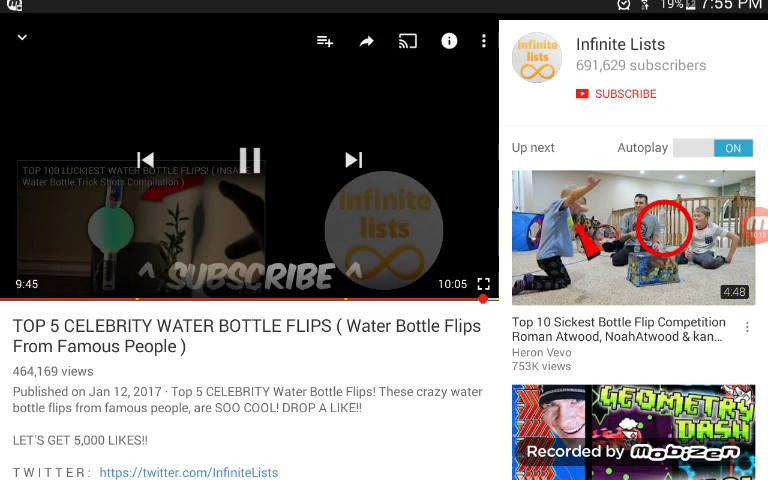 19% 7:55 PM
Infinite Lists
691,629 subscribers
SUBSCRIBE
infinite
lists
Up next
Autoplay
ON
TOP 100 LUCKIEST WATER BOTTLE FLIPS! ( INSANE
Water Bottle Trick Shots Compilation )
infinite
lists
^ SUBSCRIBE ^
9:45
10:05
4:48
TOP 5 CELEBRITY WATER BOTTLE FLIPS ( Water Bottle Flips
From Famous People )
464,169 views
Published on Jan 12, 2017 · Top 5 CELEBRITY Water Bottle Flips! These crazy water
bottle flips from famous people, are SOO COOL! DROP A LIKE!!
LET'S GET 5,000 LIKES!!
T W I T T E R : https://twitter.com/InfiniteLists
Top 10 Sickest Bottle Flip Competition
Roman Atwood, NoahAtwood & kan...
Heron Vevo
753K views
GEOMETRY
DASH
Recorded by Mobizen